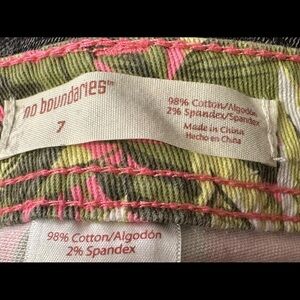 no boundaries™
7
98% Cotton/Algodón
2% Spandex/Spandex
Made in China
Hecho en China
98% Cotton/Algodón
2% Spandex